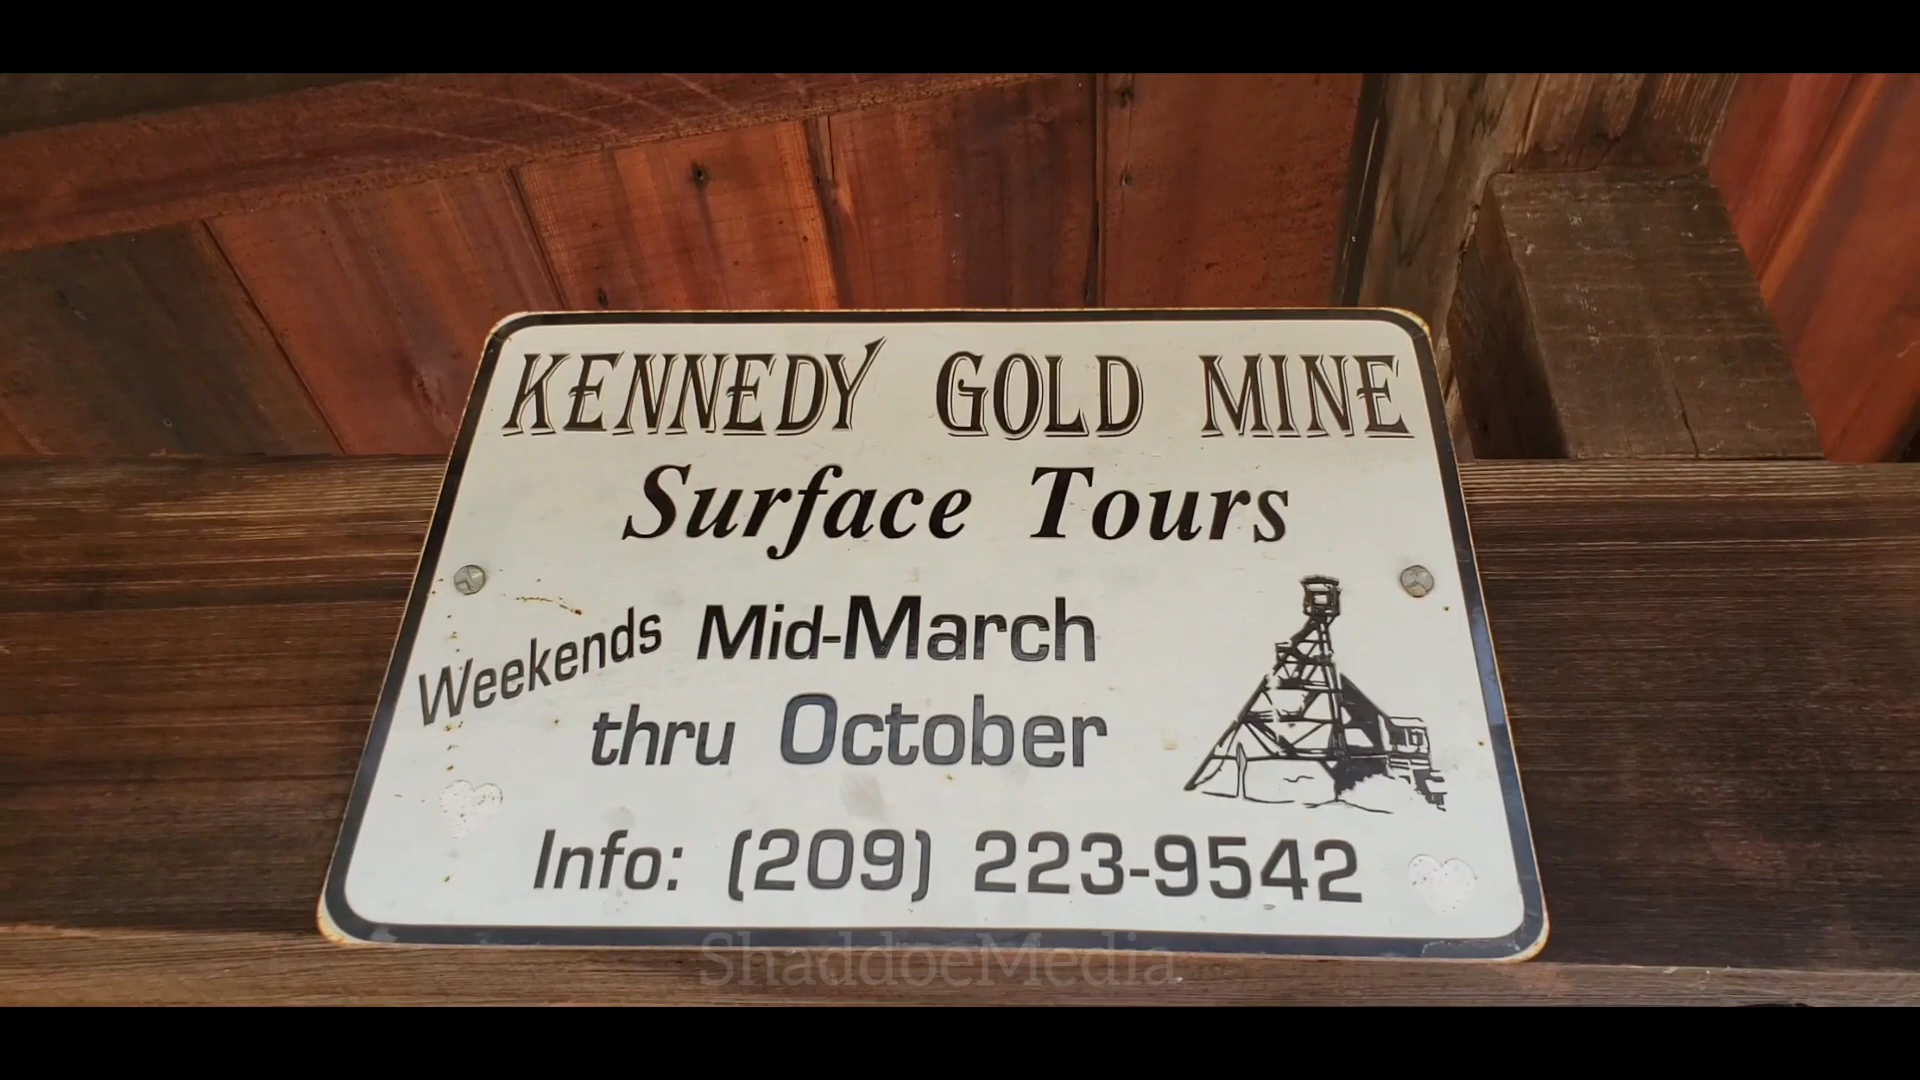 KENNEDY GOLD MINE
Surface Tours
Weekends Mid-March
thru October
Info: (209) 223-9542
ShaddoeMedia